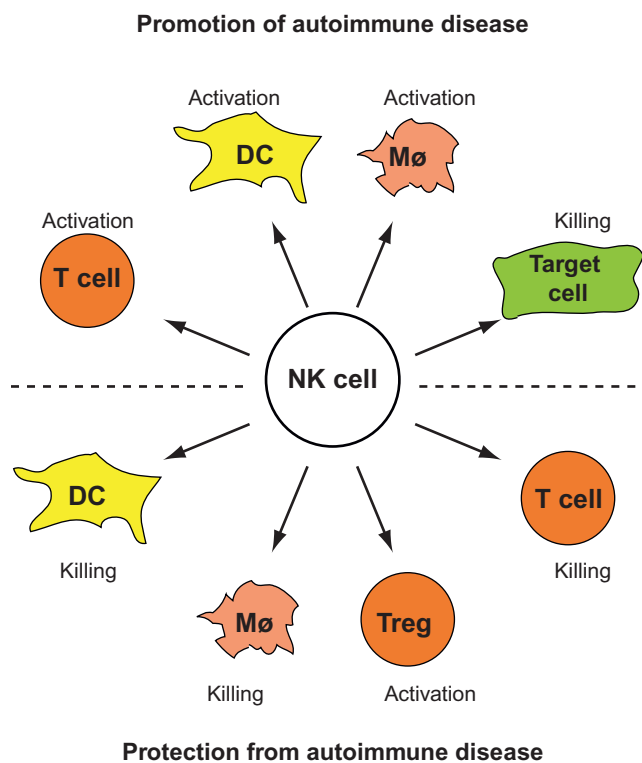 Promotion of autoimmune disease
Activation
DC
Activation
Mø
Activation
T cell
Killing
Target
cell
NK cell
DC
Killing
Mø
Killing
Treg
Activation
T cell
Killing
Protection from autoimmune disease